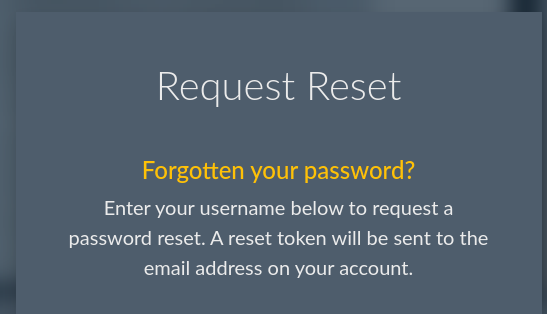 Request Reset
Forgotten your password?
Enter your username below to request a
password reset. A reset token will be sent to the
email address on your account.